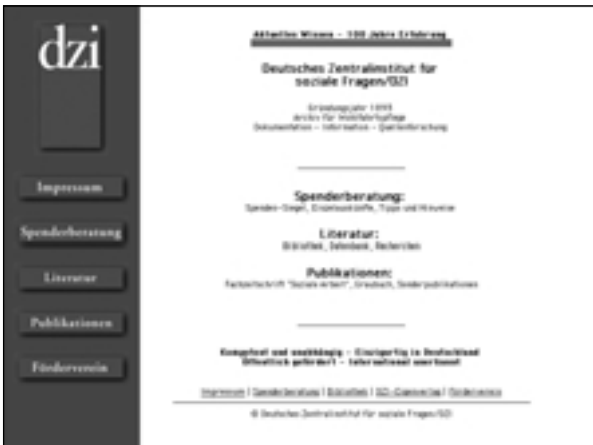 dzi
Impressum
Spenderberatung
Literatur
Publikationen
Förderverein
Aktuelles Wissen - 100 Jahre Erfahrung
Deutsches Zentralinstitut für
soziale Fragen/DZI
Gründungsjahr 1893
Archiv für Wohlfahrtspflege
Dokumentation - Information - Quellenforschung
Spenderberatung:
Spenden-Siegel, Einzelauskünfte, Tipps und Hinweise
Literatur:
Bibliothek, Datenbank, Recherchen
Publikationen:
Fachzeitschrift "Soziale Arbeit", Graubuch, Sonderpublikationen
Kompetent und unabhängig - Einzigartig in Deutschland
Öffentlich gefördert - International anerkannt
Impressum | Spenderberatung | Bibliothek | | Förderverein
© Deutsches Zentralinstitut für soziale Fragen/DZI